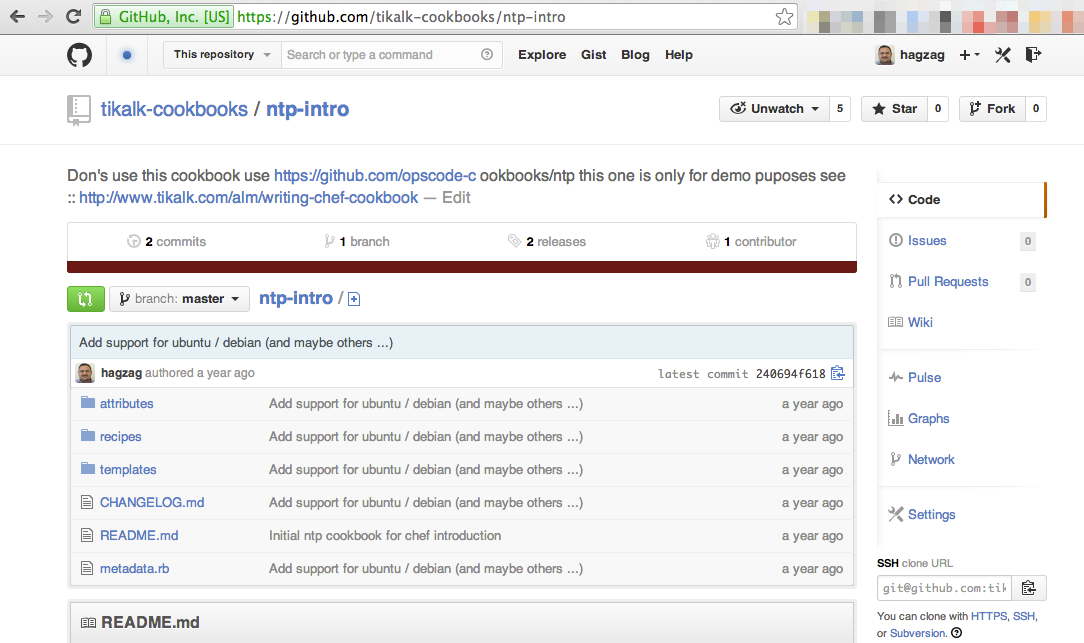 GitHub, Inc. [US] https://github.com/tikalk-cookbooks/ntp-intro
This repository Search or type a command Explore Gist Blog Help hagzag
tikalk-cookbooks / ntp-intro Unwatch 5 Star 0 Fork 0
Don's use this cookbook use https://github.com/opscode-c ookbooks/ntp this one is only for demo puposes see
:: http://www.tikalk.com/alm/writing-chef-cookbook — Edit
2 commits 1 branch 2 releases 1 contributor
branch: master ntp-intro /
Add support for ubuntu / debian (and maybe others ...)
hagzag authored a year ago latest commit 240694f618
attributes Add support for ubuntu / debian (and maybe others ...) a year ago
recipes Add support for ubuntu / debian (and maybe others ...) a year ago
templates Add support for ubuntu / debian (and maybe others ...) a year ago
CHANGELOG.md Add support for ubuntu / debian (and maybe others ...) a year ago
README.md Initial ntp cookbook for chef introduction a year ago
metadata.rb Add support for ubuntu / debian (and maybe others ...) a year ago
README.md
Code
Issues 0
Pull Requests 0
Wiki
Pulse
Graphs
Network
Settings
SSH clone URL
git@github.com:tik
You can clone with HTTPS, SSH,
or Subversion.